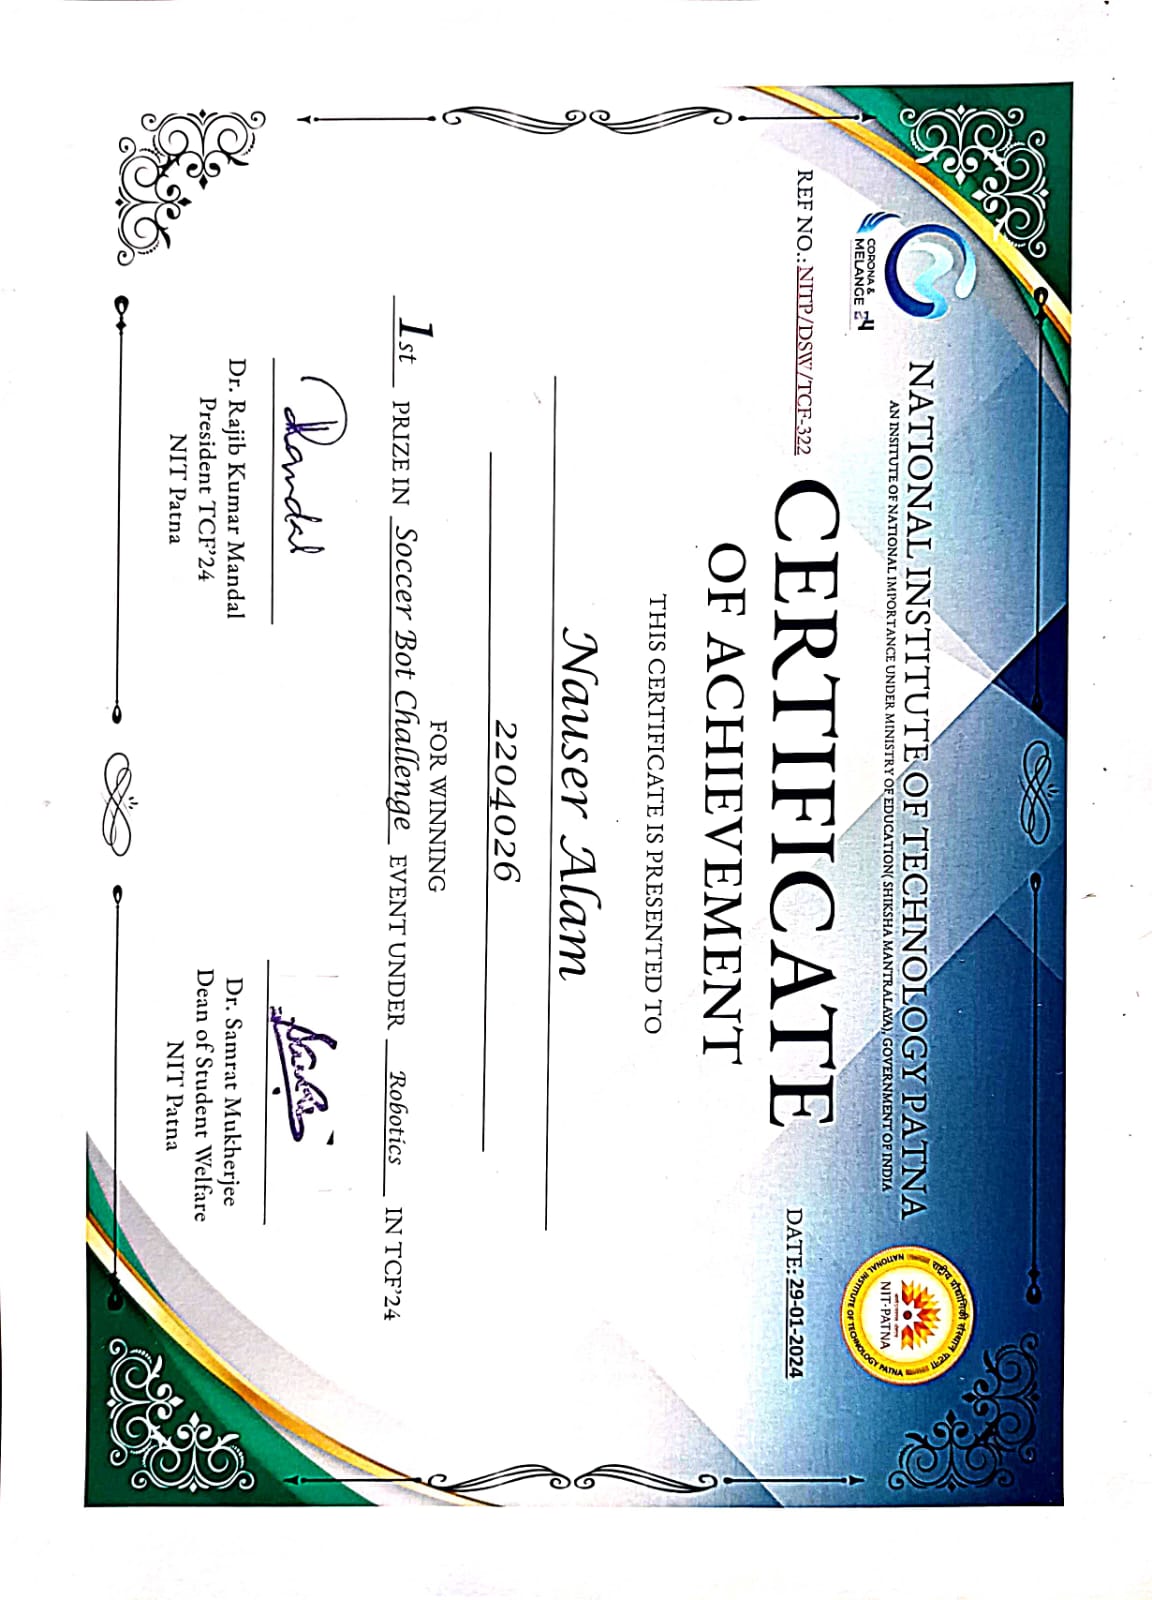 NATIONAL INSTITUTE OF TECHNOLOGY PATNA
AN INSITUTE OF NATIONAL IMPORTANCE UNDER MINISTRY OF EDUCATION( SHIKSHA MANTRALAYA), GOVERNMENT OF INDIA
CORONA &
MELANGE 24
राष्ट्रीय प्रौद्योगिकी संस्थान पटना
NIT-PATNA
NATIONAL INSTITUTE OF TECHNOLOGY PATNA
REF NO.: NITP/DSW/TCF-322
DATE: 29-01-2024
CERTIFICATE
OF ACHIEVEMENT
THIS CERTIFICATE IS PRESENTED TO
Nauser Alam
2204026
FOR WINNING
1st PRIZE IN Soccer Bot Challenge EVENT UNDER Robotics IN TCF'24
Dr. Rajib Kumar Mandal
President TCF'24
NIT Patna
Dr. Samrat Mukherjee
Dean of Student Welfare
NIT Patna